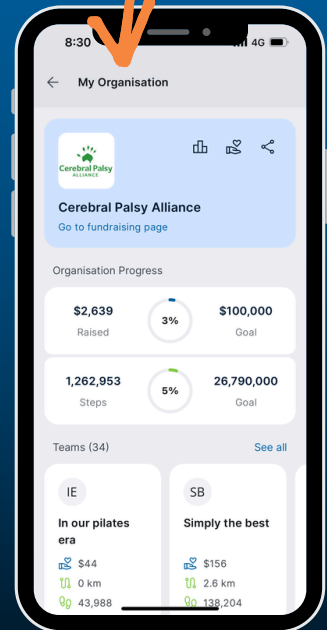 8:30
4G
My Organisation
Cerebral Palsy
ALLIANCE
Cerebral Palsy Alliance
Go to fundraising page
Organisation Progress
$2,639
Raised
3%
$100,000
Goal
1,262,953
Steps
5%
26,790,000
Goal
Teams (34)
See all
IE
In our pilates
era
$44
0 km
43,988
SB
Simply the best
$156
2.6 km
138,204